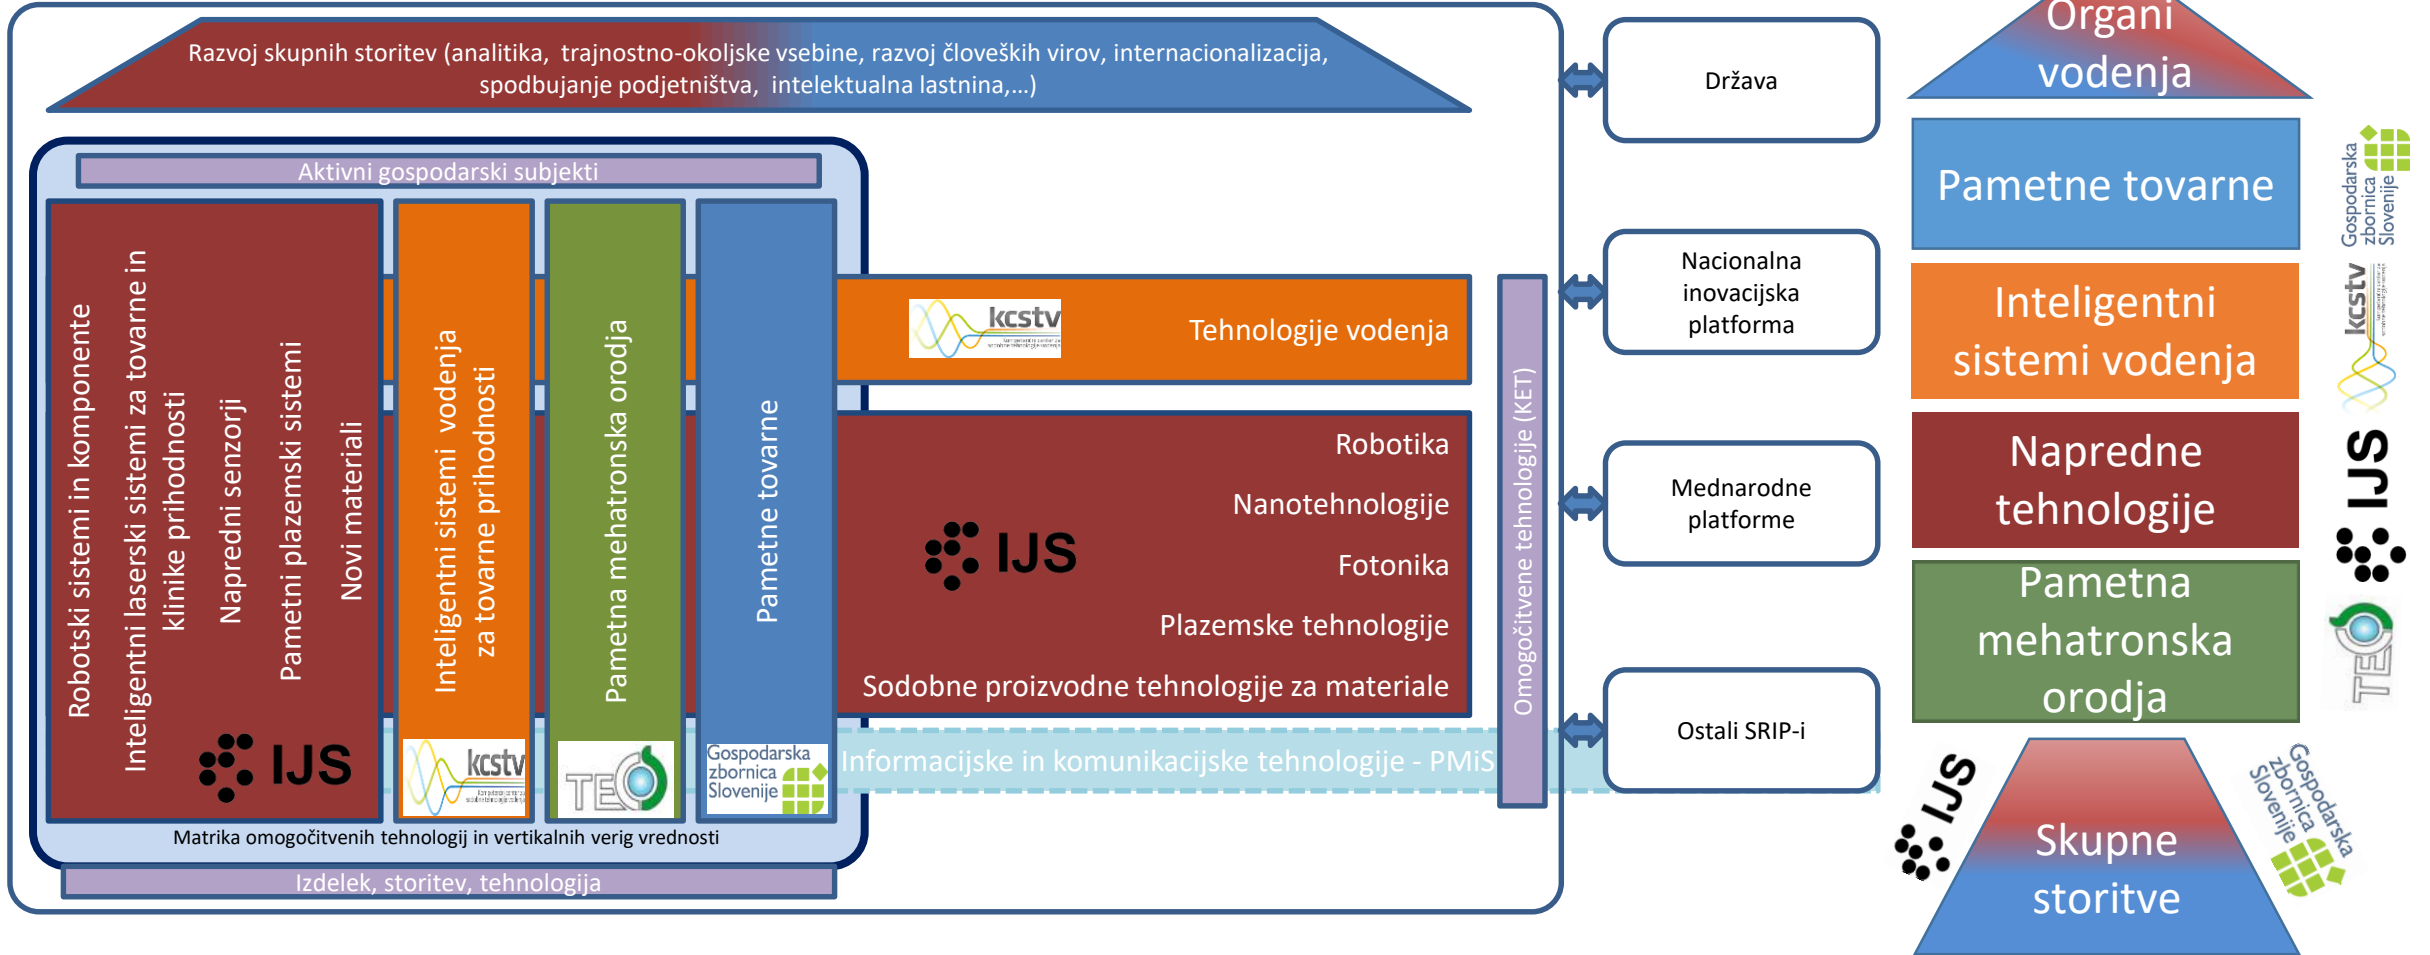 Razvoj skupnih storitev (analitika, trajnostno-okoljske vsebine, razvoj človeških virov, internacionalizacija,
spodbujanje podjetništva, intelektualna lastnina,...)
Aktivni gospodarski subjekti
Robotski sistemi in komponente
Inteligentni laserski sistemi za tovarne in
klinike prihodnosti
Napredni senzorji
Pametni plazemski sistemi
Novi materiali
IJS
Inteligentni sistemi vodenja
za tovarne prihodnosti
kcstv
Pametna mehatronska orodja
TECOS
Pametne tovarne
Gospodarska
zbornica
Slovenije
kcstv
Tehnologije vodenja
IJS
Robotika
Nanotehnologije
Fotonika
Plazemske tehnologije
Sodobne proizvodne tehnologije za materiale
Informacijske in komunikacijske tehnologije - PMiS
Omogočitvene tehnologije (KET)
Matrika omogočitvenih tehnologij in vertikalnih verig vrednosti
Izdelek, storitev, tehnologija
Država
Nacionalna
inovacijska
platforma
Mednarodne
platforme
Ostali SRIP-i
Organi
vodenja
Pametne tovarne
Gospodarska
zbornica
Slovenije
Inteligentni
sistemi vodenja
kcstv
Napredne
tehnologije
IJS
Pametna
mehatronska
orodja
TECOS
Skupne
storitve
IJS
Gospodarska
zbornica
Slovenije